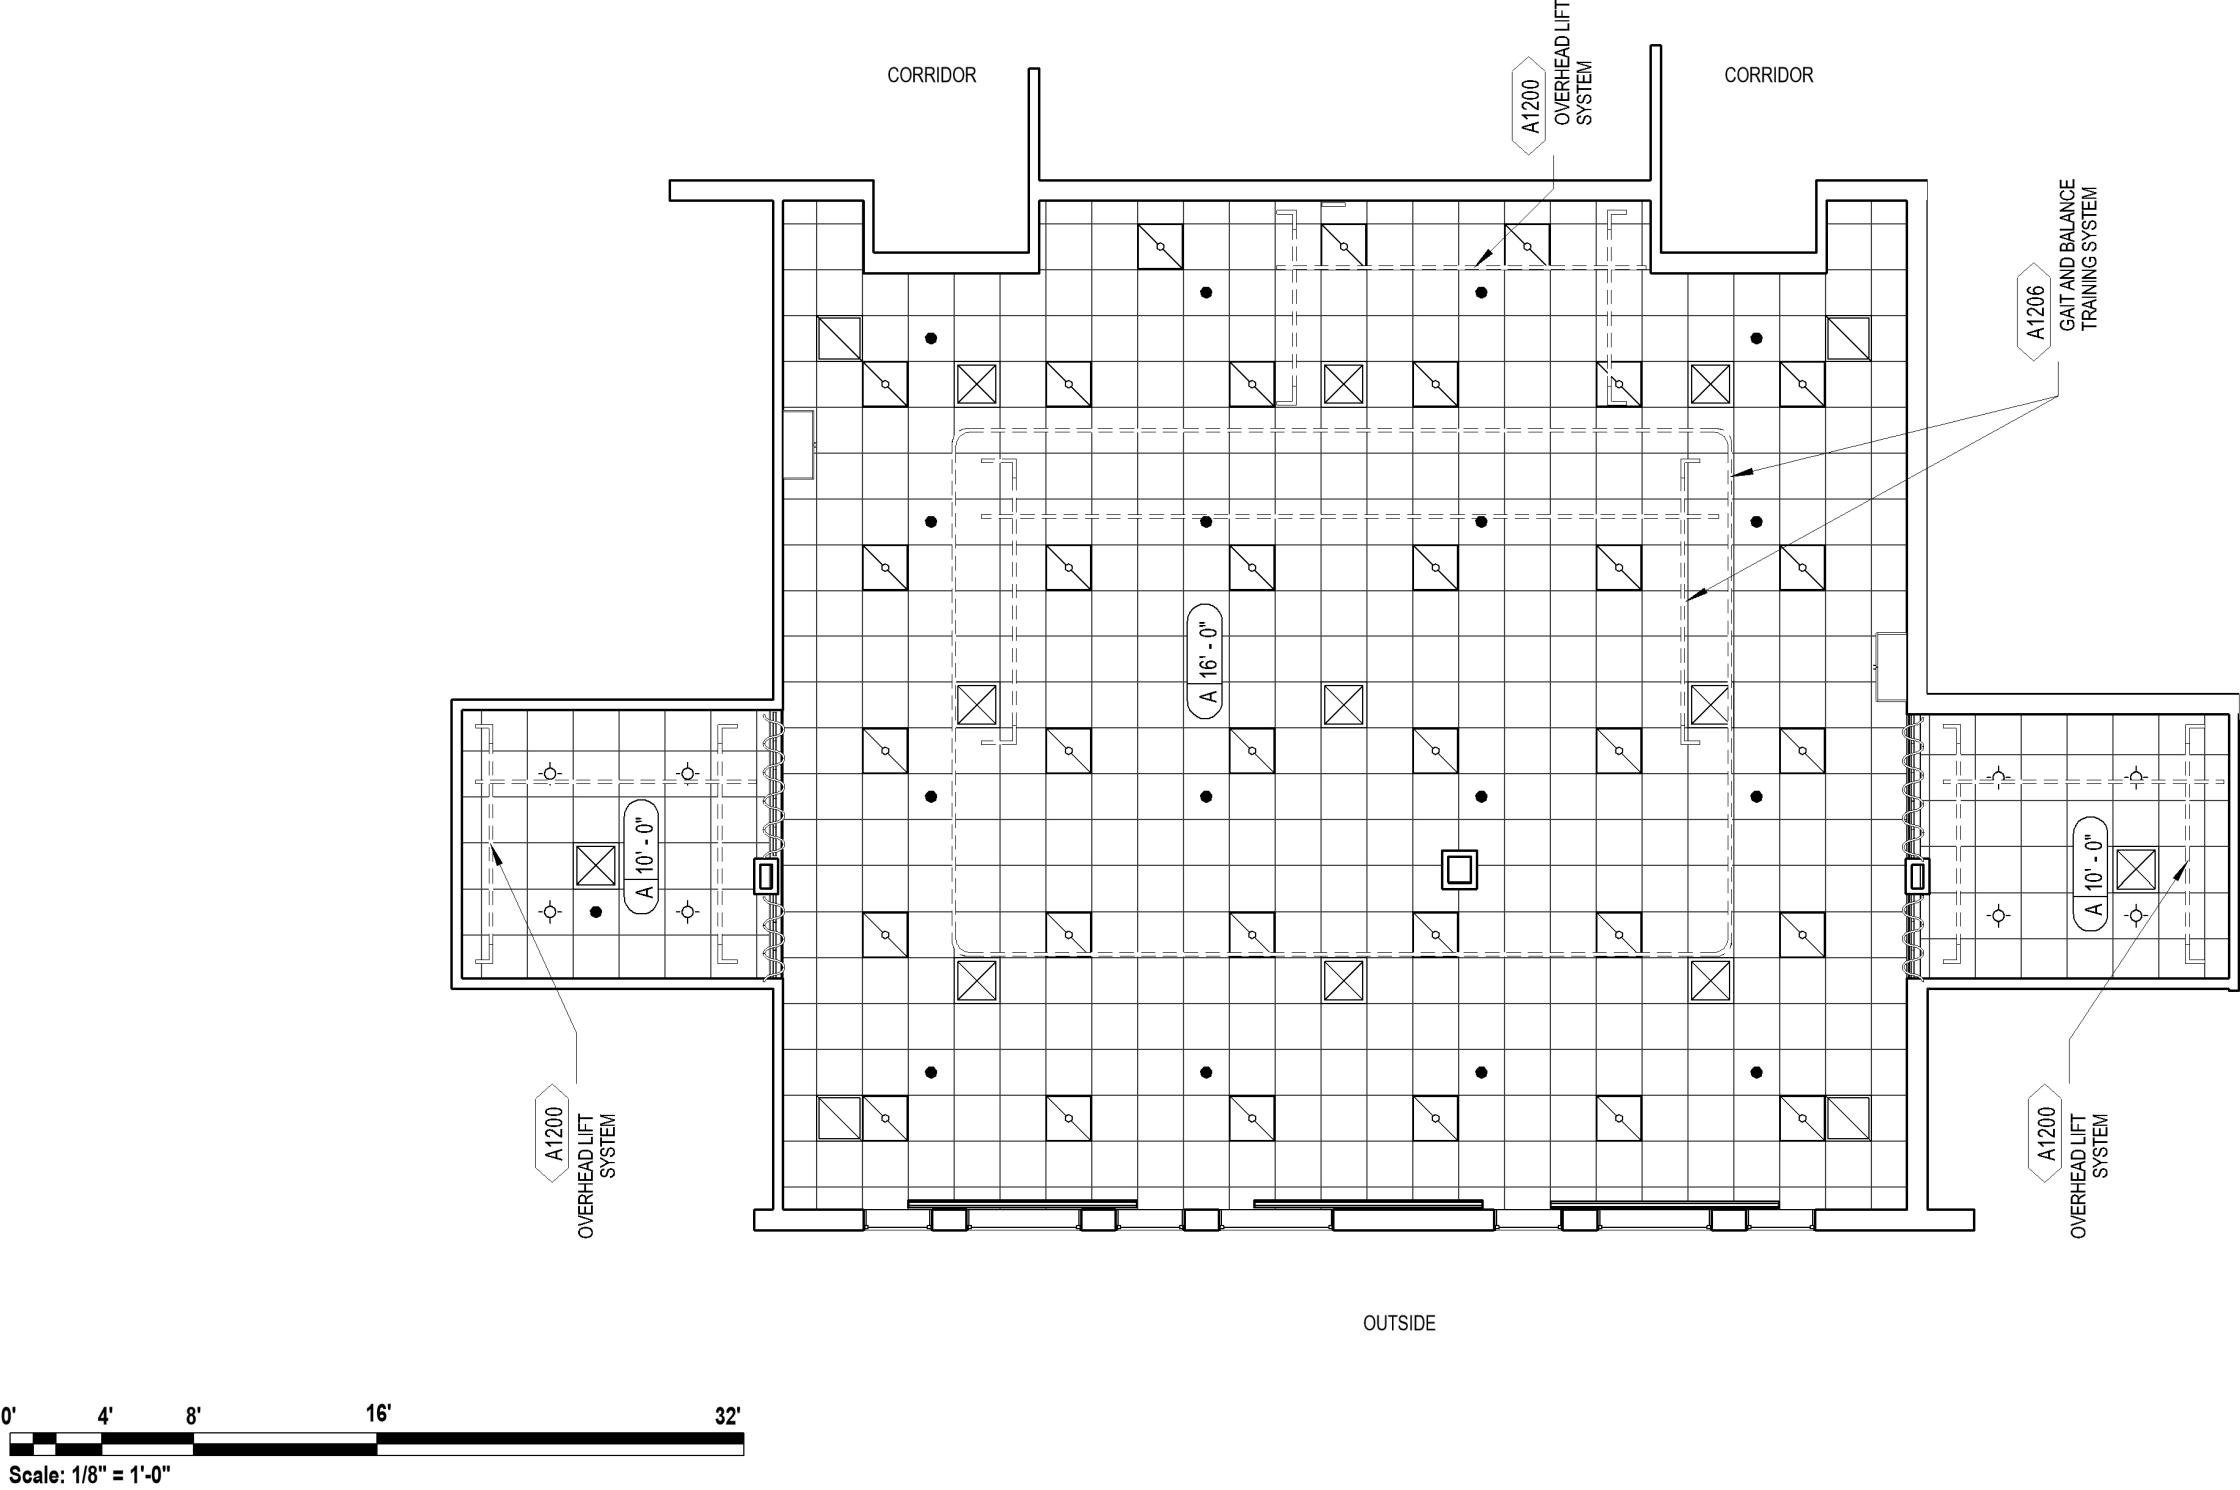 CORRIDOR
CORRIDOR
A1200
OVERHEAD LIFT
SYSTEM
A1206
GAIT AND BALANCE
TRAINING SYSTEM
A 16' - 0"
A 10' - 0"
A 10' - 0"
A1200
OVERHEAD LIFT
SYSTEM
A1200
OVERHEAD LIFT
SYSTEM
OUTSIDE
0' 4' 8' 16' 32'
Scale: 1/8" = 1'-0"